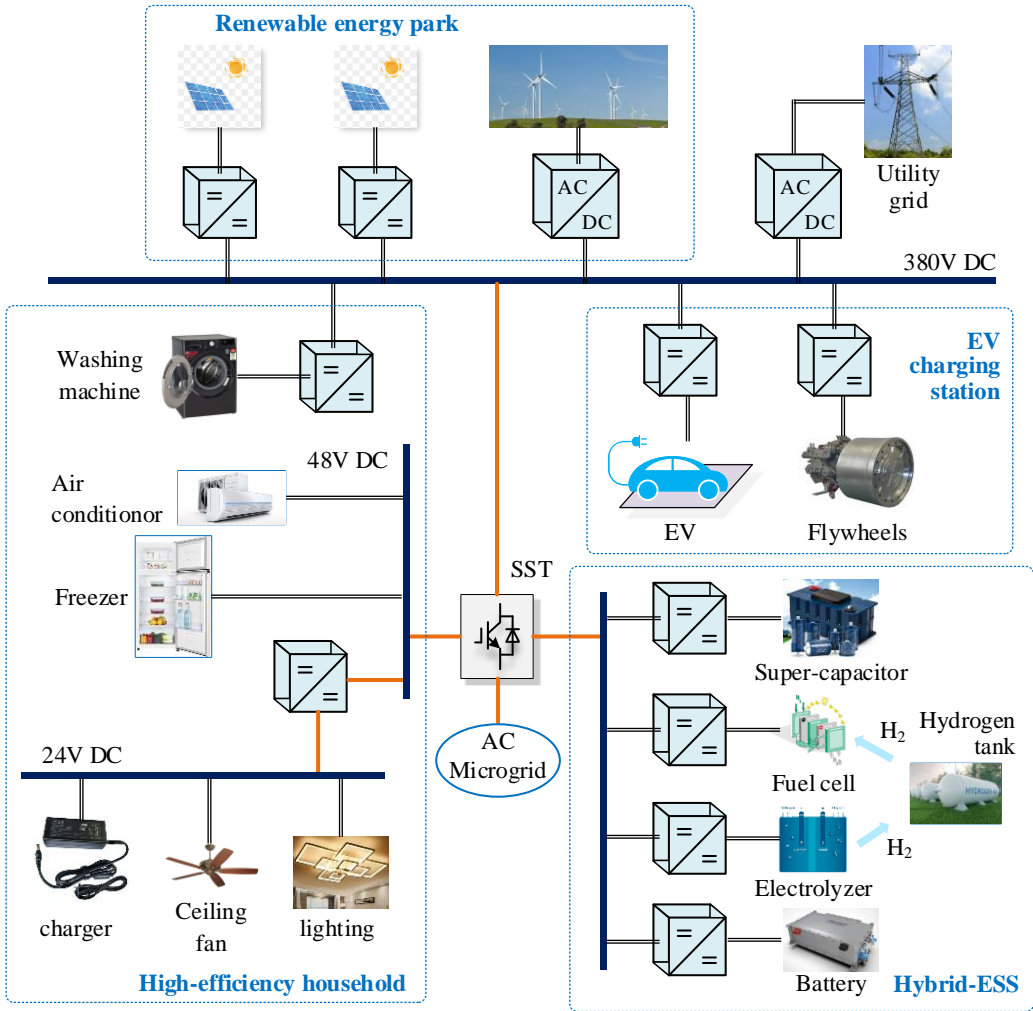 Renewable energy park
AC
DC
AC
DC
Utility
grid
380V DC
Washing
machine
EV
charging
station
48V DC
Air
conditionor
Freezer
EV
Flywheels
SST
Super-capacitor
AC
Microgrid
H2
Hydrogen
tank
Fuel cell
HYDROGEN
24V DC
H2
Electrolyzer
charger
Ceiling
fan
lighting
High-efficiency household
Battery
Hybrid-ESS